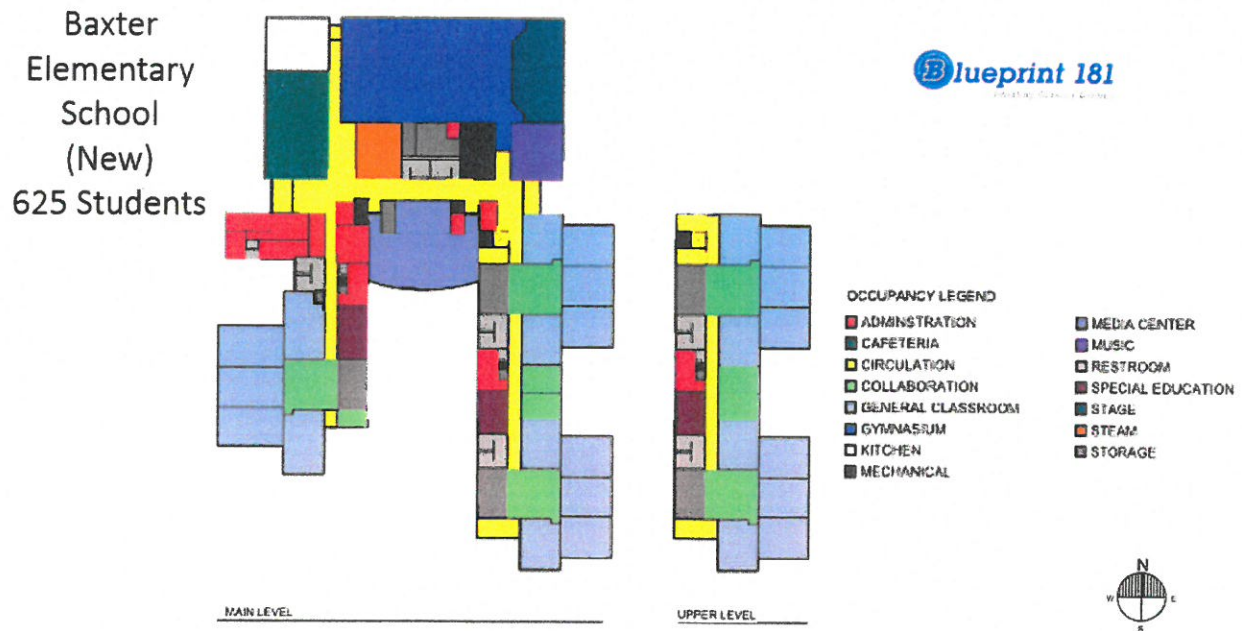 Baxter
Elementary
School
(New)
625 Students
Blueprint 181
OCCUPANCY LEGEND
ADMINSTRATION
CAFETERIA
CIRCULATION
COLLABORATION
GENERAL CLASSROOM
GYMNASIUM
KITCHEN
MECHANICAL
MEDIA CENTER
MUSIC
RESTROOM
SPECIAL EDUCATION
STAGE
STEAM
STORAGE
MAIN LEVEL
UPPER LEVEL
N
W E
S